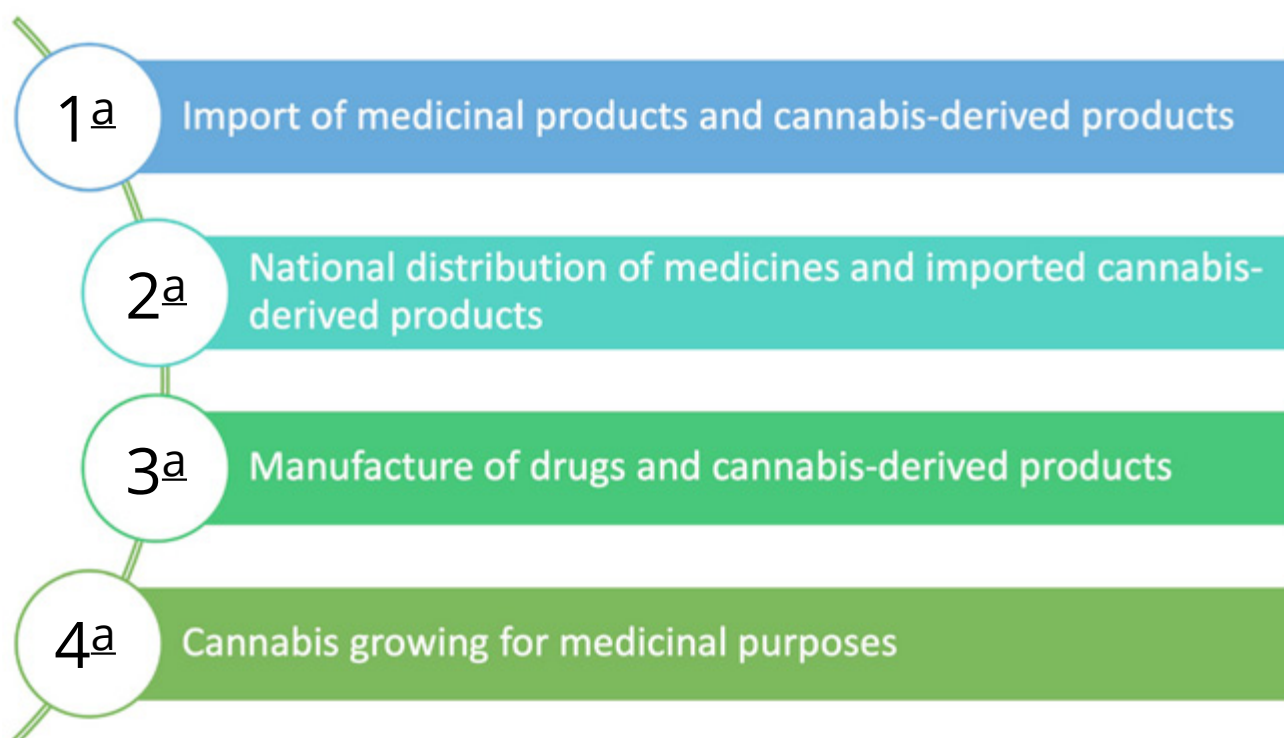 1ª
Import of medicinal products and cannabis-derived products
2ª
National distribution of medicines and imported cannabis-
derived products
3ª
Manufacture of drugs and cannabis-derived products
4ª
Cannabis growing for medicinal purposes